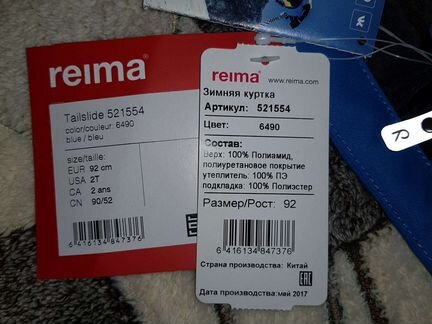 reima®
Tailslide 521554
color/couleur: 6490
blue / bleu
size/taille:
EUR 92 cm
USA 2T
CA 2 ans
CN 90/52
6 416134 847376
reima®
www.reima.com
Зимняя куртка
Артикул: 521554
Цвет: 6490
Состав:
Верх: 100% Полиамид,
полиуретановое покрытие
утеплитель: 100% ПЭ
подкладка: 100% Полиэстер
Размер/Рост: 92
6 416134 847376
Страна производства: Китай
EAC
Дата производства:май 2017